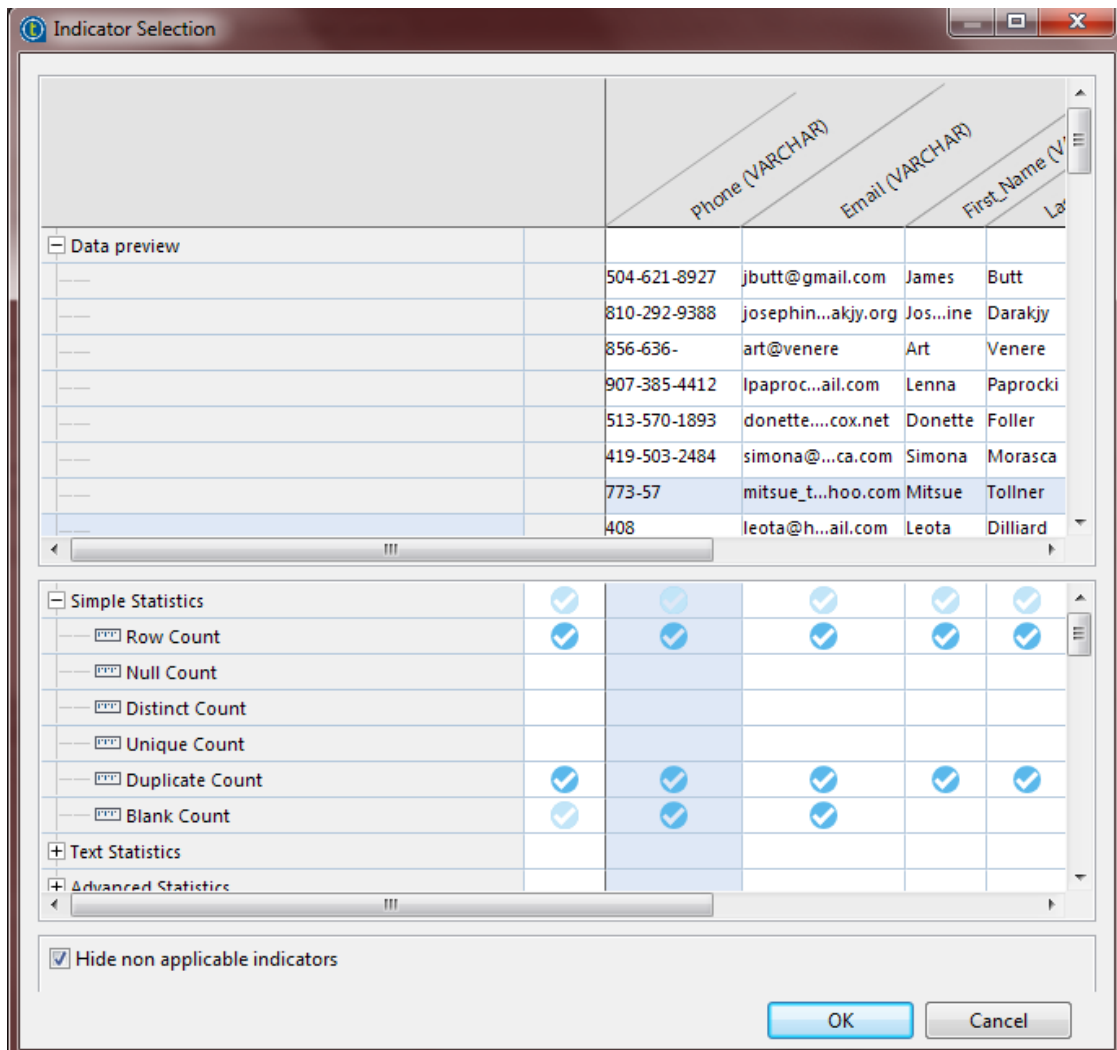 Indicator Selection
Phone (VARCHAR)
Email (VARCHAR)
First_Name (V
La
Data preview
504-621-8927 jbutt@gmail.com James Butt
810-292-9388 josephin...akjy.org Jos...ine Darakjy
856-636- art@venere Art Venere
907-385-4412 lpaproc...ail.com Lenna Paprocki
513-570-1893 donette....cox.net Donette Foller
419-503-2484 simona@...ca.com Simona Morasca
773-57 mitsue_t...hoo.com Mitsue Tollner
408 leota@h...ail.com Leota Dilliard
Simple Statistics
Row Count
Null Count
Distinct Count
Unique Count
Duplicate Count
Blank Count
Text Statistics
Advanced Statistics
Hide non applicable indicators
OK Cancel